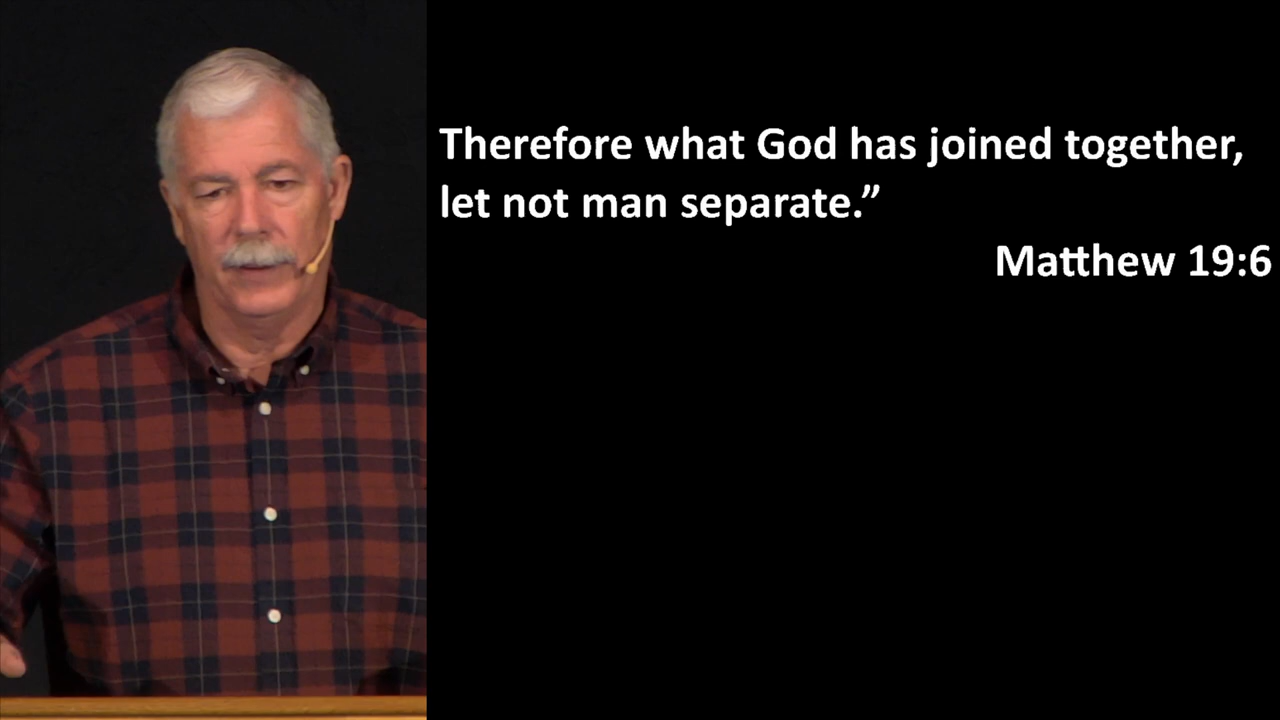 Therefore what God has joined together,
let not man separate.”
Matthew 19:6